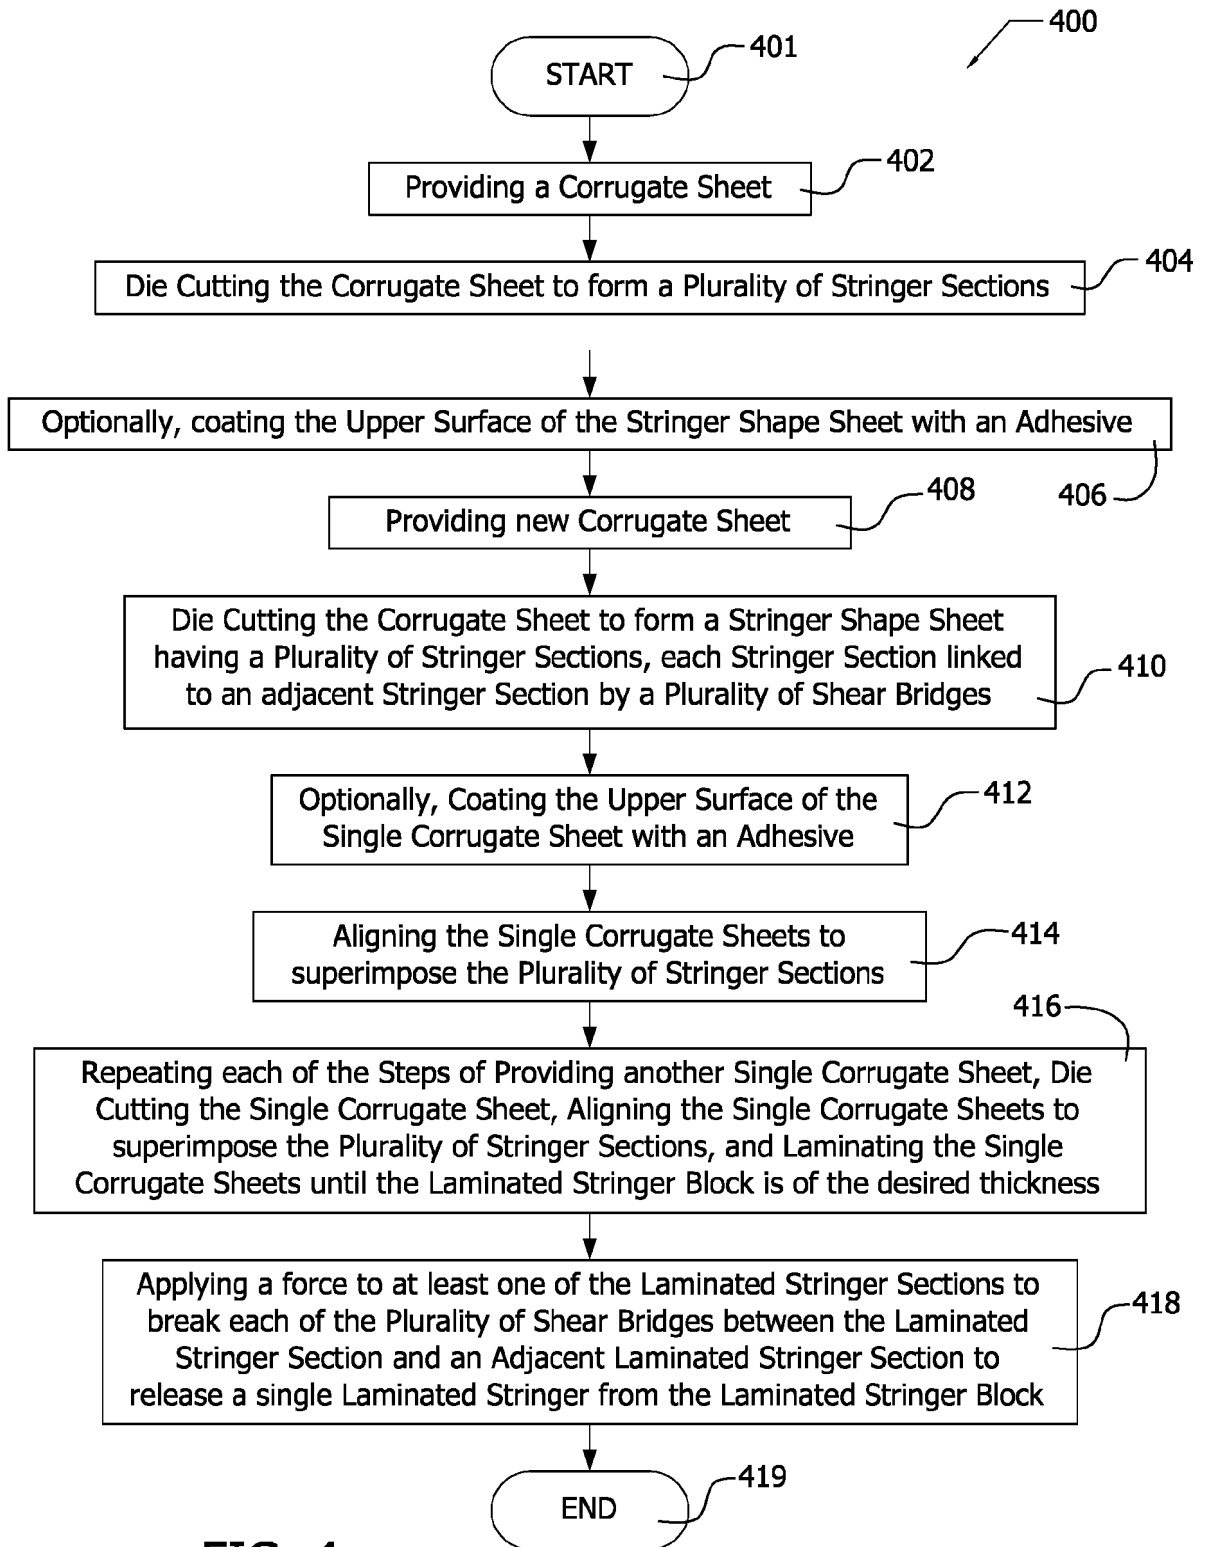 400
401
START
402
Providing a Corrugate Sheet
404
Die Cutting the Corrugate Sheet to form a Plurality of Stringer Sections
Optionally, coating the Upper Surface of the Stringer Shape Sheet with an Adhesive
406
408
Providing new Corrugate Sheet
Die Cutting the Corrugate Sheet to form a Stringer Shape Sheet
having a Plurality of Stringer Sections, each Stringer Section linked
to an adjacent Stringer Section by a Plurality of Shear Bridges
410
Optionally, Coating the Upper Surface of the
Single Corrugate Sheet with an Adhesive
412
Aligning the Single Corrugate Sheets to
superimpose the Plurality of Stringer Sections
414
416
Repeating each of the Steps of Providing another Single Corrugate Sheet, Die
Cutting the Single Corrugate Sheet, Aligning the Single Corrugate Sheets to
superimpose the Plurality of Stringer Sections, and Laminating the Single
Corrugate Sheets until the Laminated Stringer Block is of the desired thickness
Applying a force to at least one of the Laminated Stringer Sections to
break each of the Plurality of Shear Bridges between the Laminated
Stringer Section and an Adjacent Laminated Stringer Section to
release a single Laminated Stringer from the Laminated Stringer Block
418
END
419